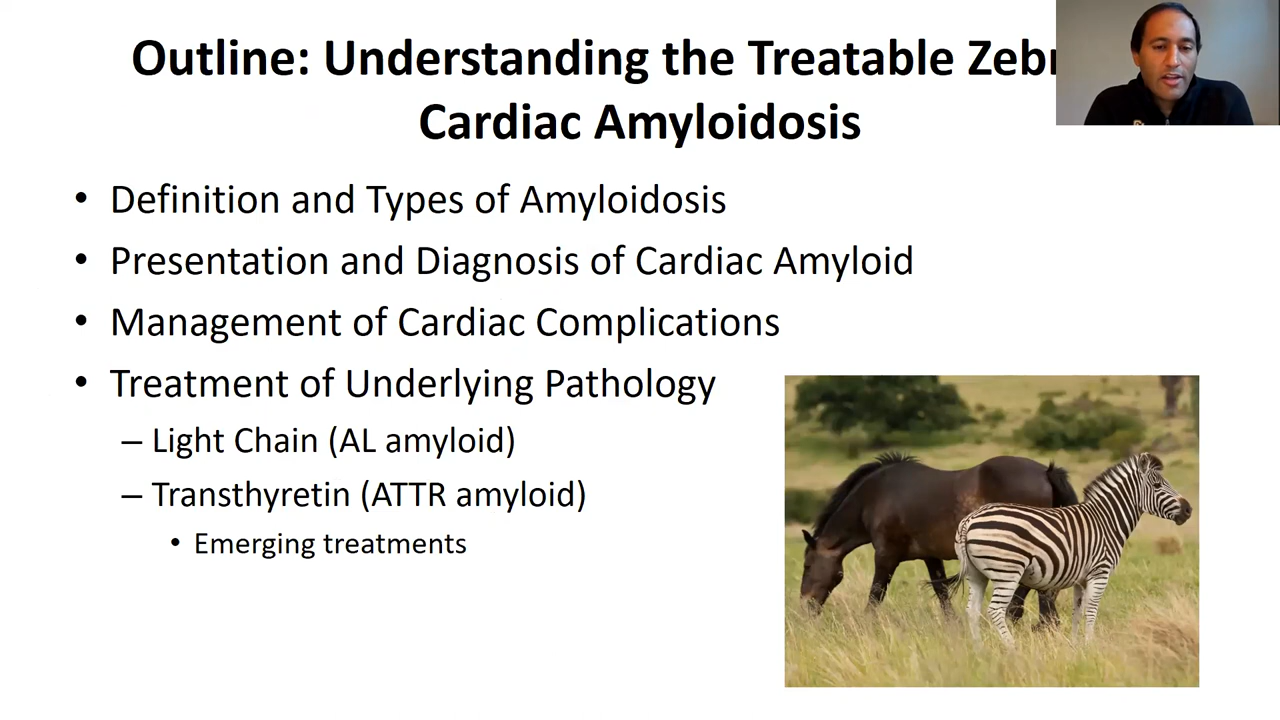 Outline: Understanding the Treatable
Cardiac Amyloidosis
• Definition and Types of Amyloidosis
• Presentation and Diagnosis of Cardiac Amyloid
• Management of Cardiac Complications
• Treatment of Underlying Pathology
– Light Chain (AL amyloid)
– Transthyretin (ATTR amyloid)
• Emerging treatments